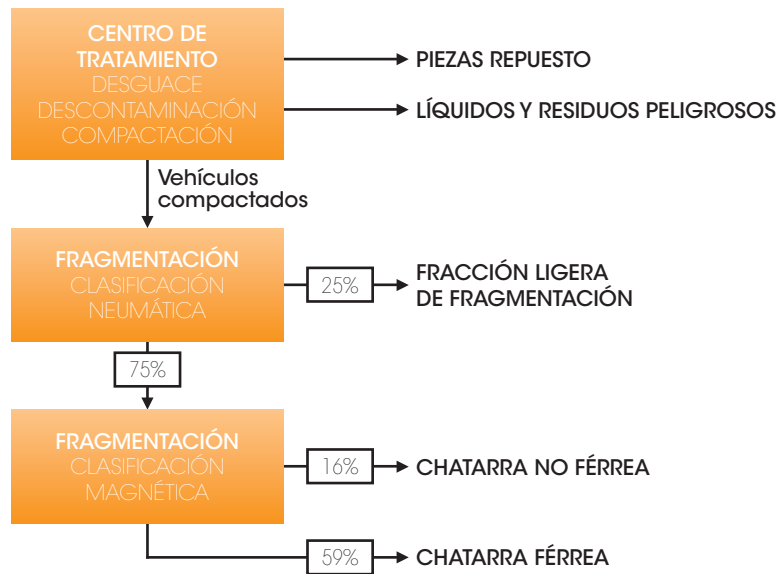 CENTRO DE
TRATAMIENTO
DESGUACE
DESCONTAMINACIÓN
COMPACTACIÓN
PIEZAS REPUESTO
LÍQUIDOS Y RESIDUOS PELIGROSOS
Vehículos
compactados
FRAGMENTACIÓN
CLASIFICACIÓN
NEUMÁTICA
25%
FRACCIÓN LIGERA
DE FRAGMENTACIÓN
75%
FRAGMENTACIÓN
CLASIFICACIÓN
MAGNÉTICA
16%
CHATARRA NO FÉRREA
59%
CHATARRA FÉRREA